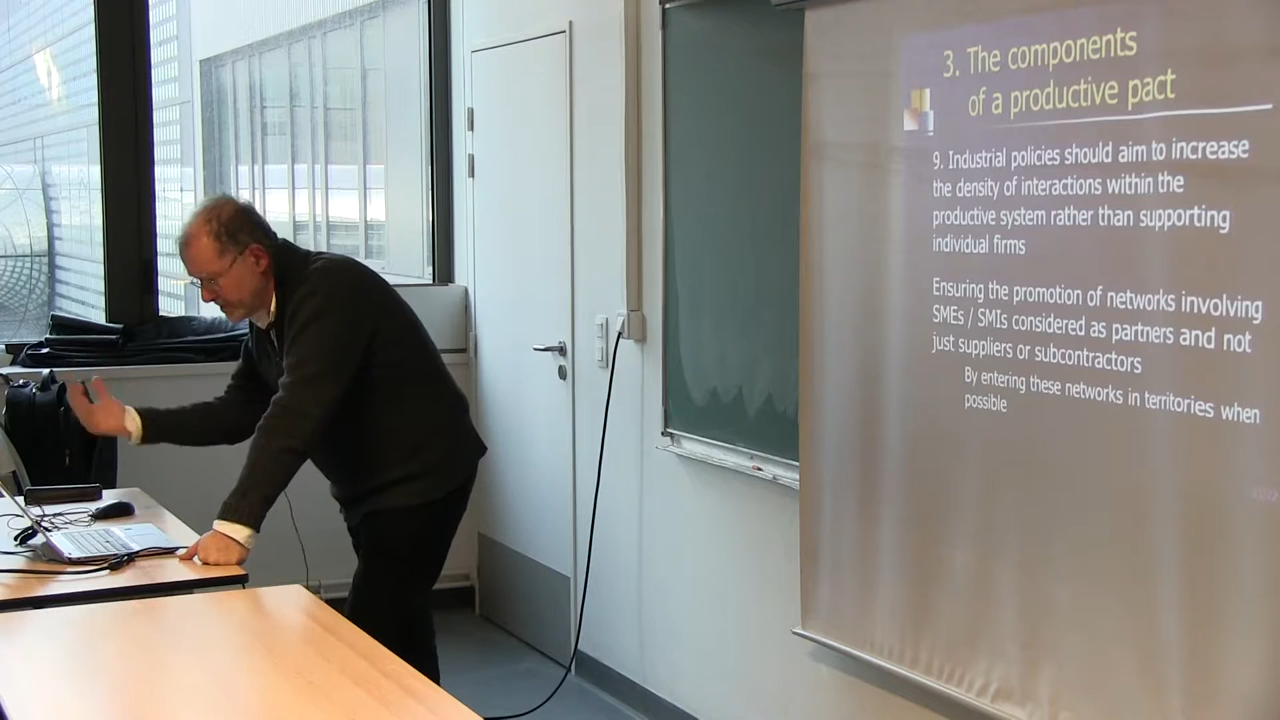 3. The components
of a productive pact
9. Industrial policies should aim to increase
the density of interactions within the
productive system rather than supporting
individual firms
Ensuring the promotion of networks involving
SMEs / SMIs considered as partners and not
just suppliers or subcontractors
By entering these networks in territories when
possible